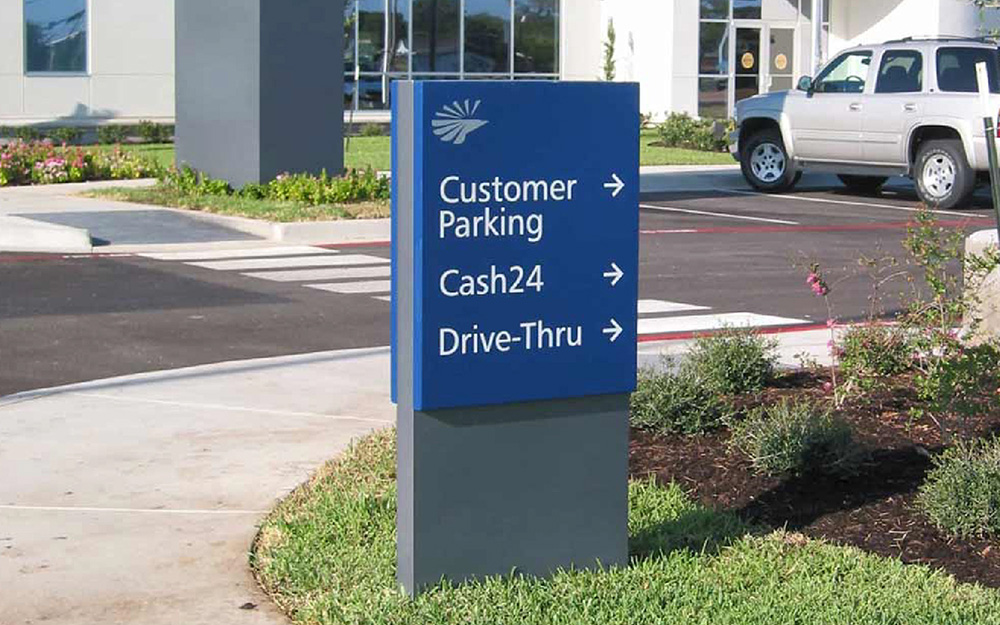 Customer →
Parking
Cash24 →
Drive-Thru →